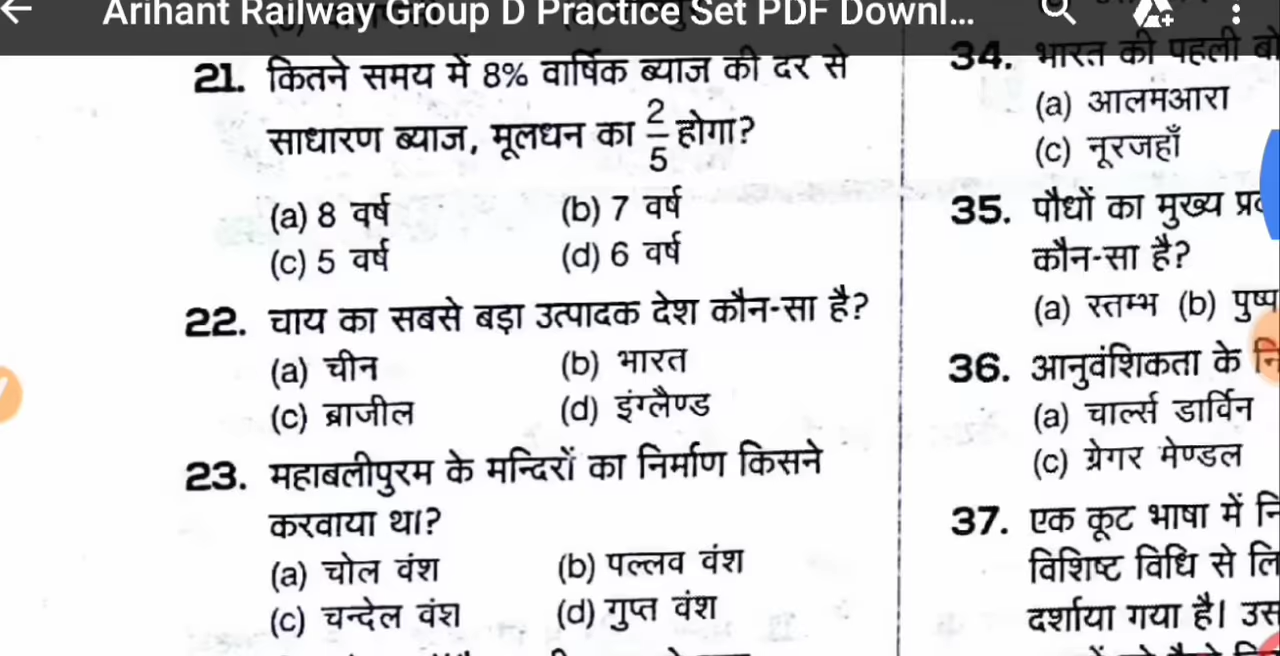 Arihant Railway Group D Practice Set PDF Downl...
21. कितने समय में 8% वार्षिक ब्याज की दर से
साधारण ब्याज, मूलधन का 2/5 होगा?
(a) 8 वर्ष (b) 7 वर्ष
(c) 5 वर्ष (d) 6 वर्ष
22. चाय का सबसे बड़ा उत्पादक देश कौन-सा है?
(a) चीन (b) भारत
(c) ब्राजील (d) इंग्लैण्ड
23. महाबलीपुरम के मन्दिरों का निर्माण किसने
करवाया था?
(a) चोल वंश (b) पल्लव वंश
(c) चन्देल वंश (d) गुप्त वंश
34. भारत की पहली
(a) आलमआरा
(c) नूरजहाँ
35. पौधों का मुख्य
कौन-सा है?
(a) स्तम्भ (b) पुष्प
36. आनुवंशिकता के
(a) चार्ल्स डार्विन
(c) ग्रेगर मेण्डल
37. एक कूट भाषा में
विशिष्ट विधि से
दर्शाया गया है। उस